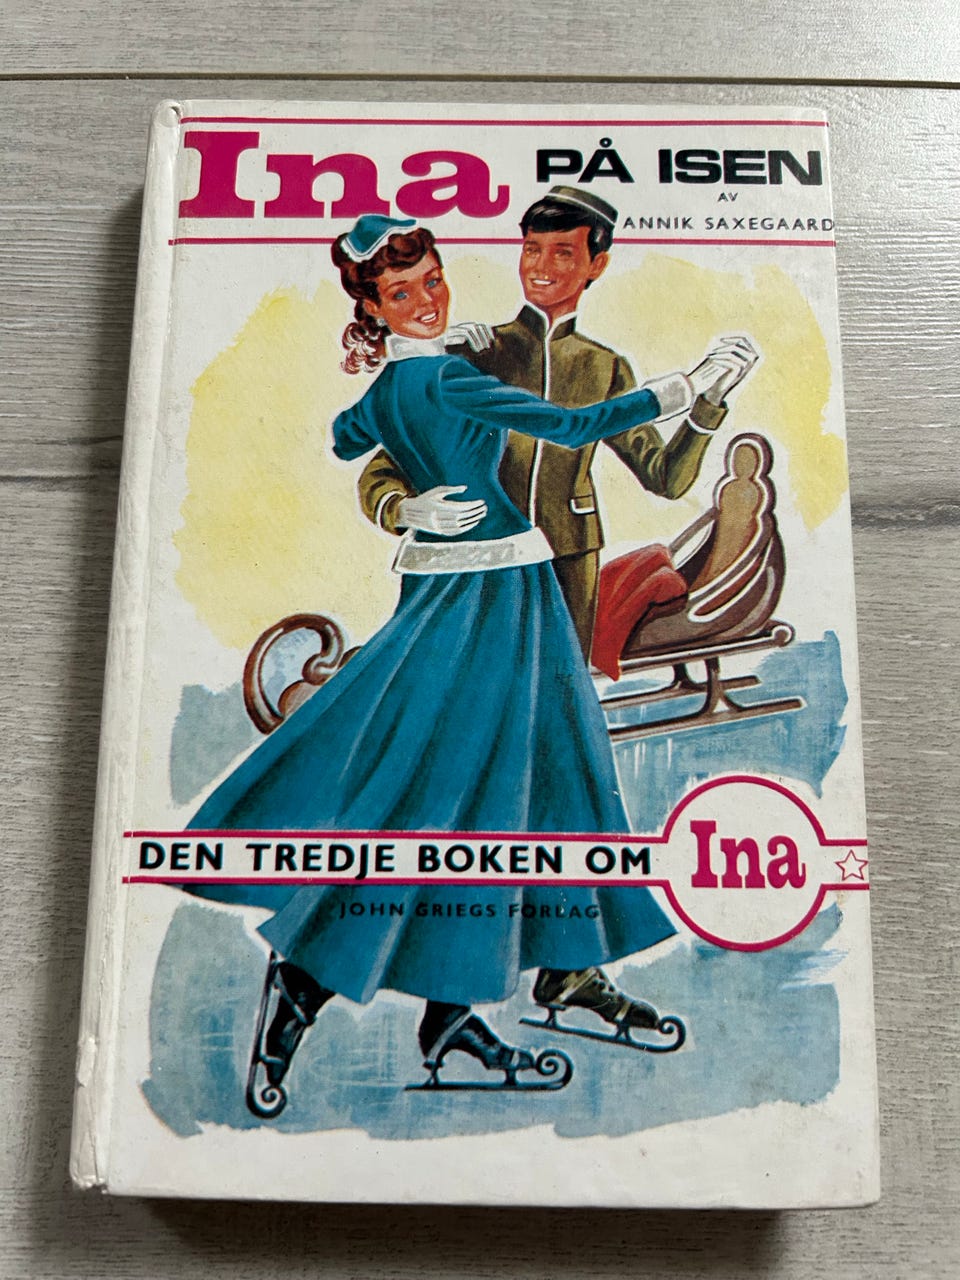 Ina PÅ ISEN
AV
ANNIK SAXEGAARD
DEN TREDJE BOKEN OM Ina
JOHN GRIEGS FORLAG